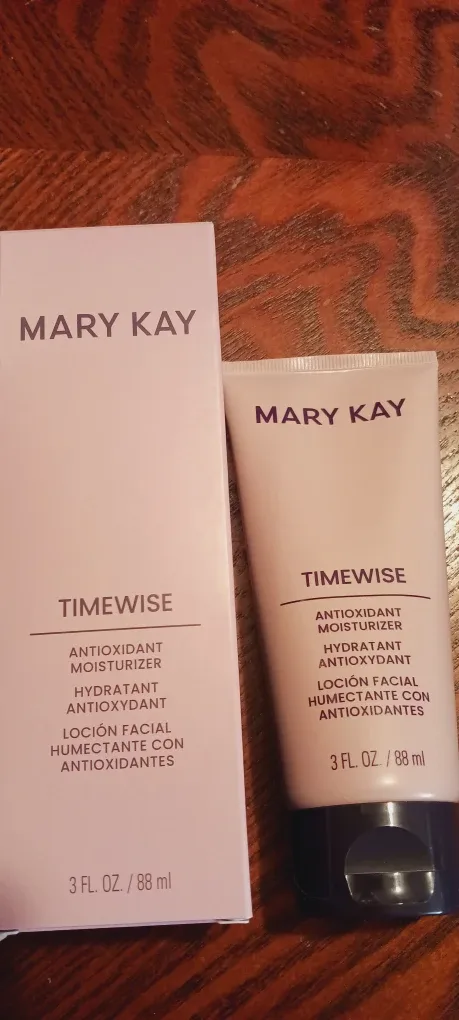 MARY KAY
TIMEWISE
ANTIOXIDANT
MOISTURIZER
HYDRATANT
ANTIOXYDANT
LOCIÓN FACIAL
HUMECTANTE CON
ANTIOXIDANTES
3 FL. OZ. / 88 ml
MARY KAY
TIMEWISE
ANTIOXIDANT
MOISTURIZER
HYDRATANT
ANTIOXYDANT
LOCIÓN FACIAL
HUMECTANTE CON
ANTIOXIDANTES
3 FL. OZ. / 88 ml